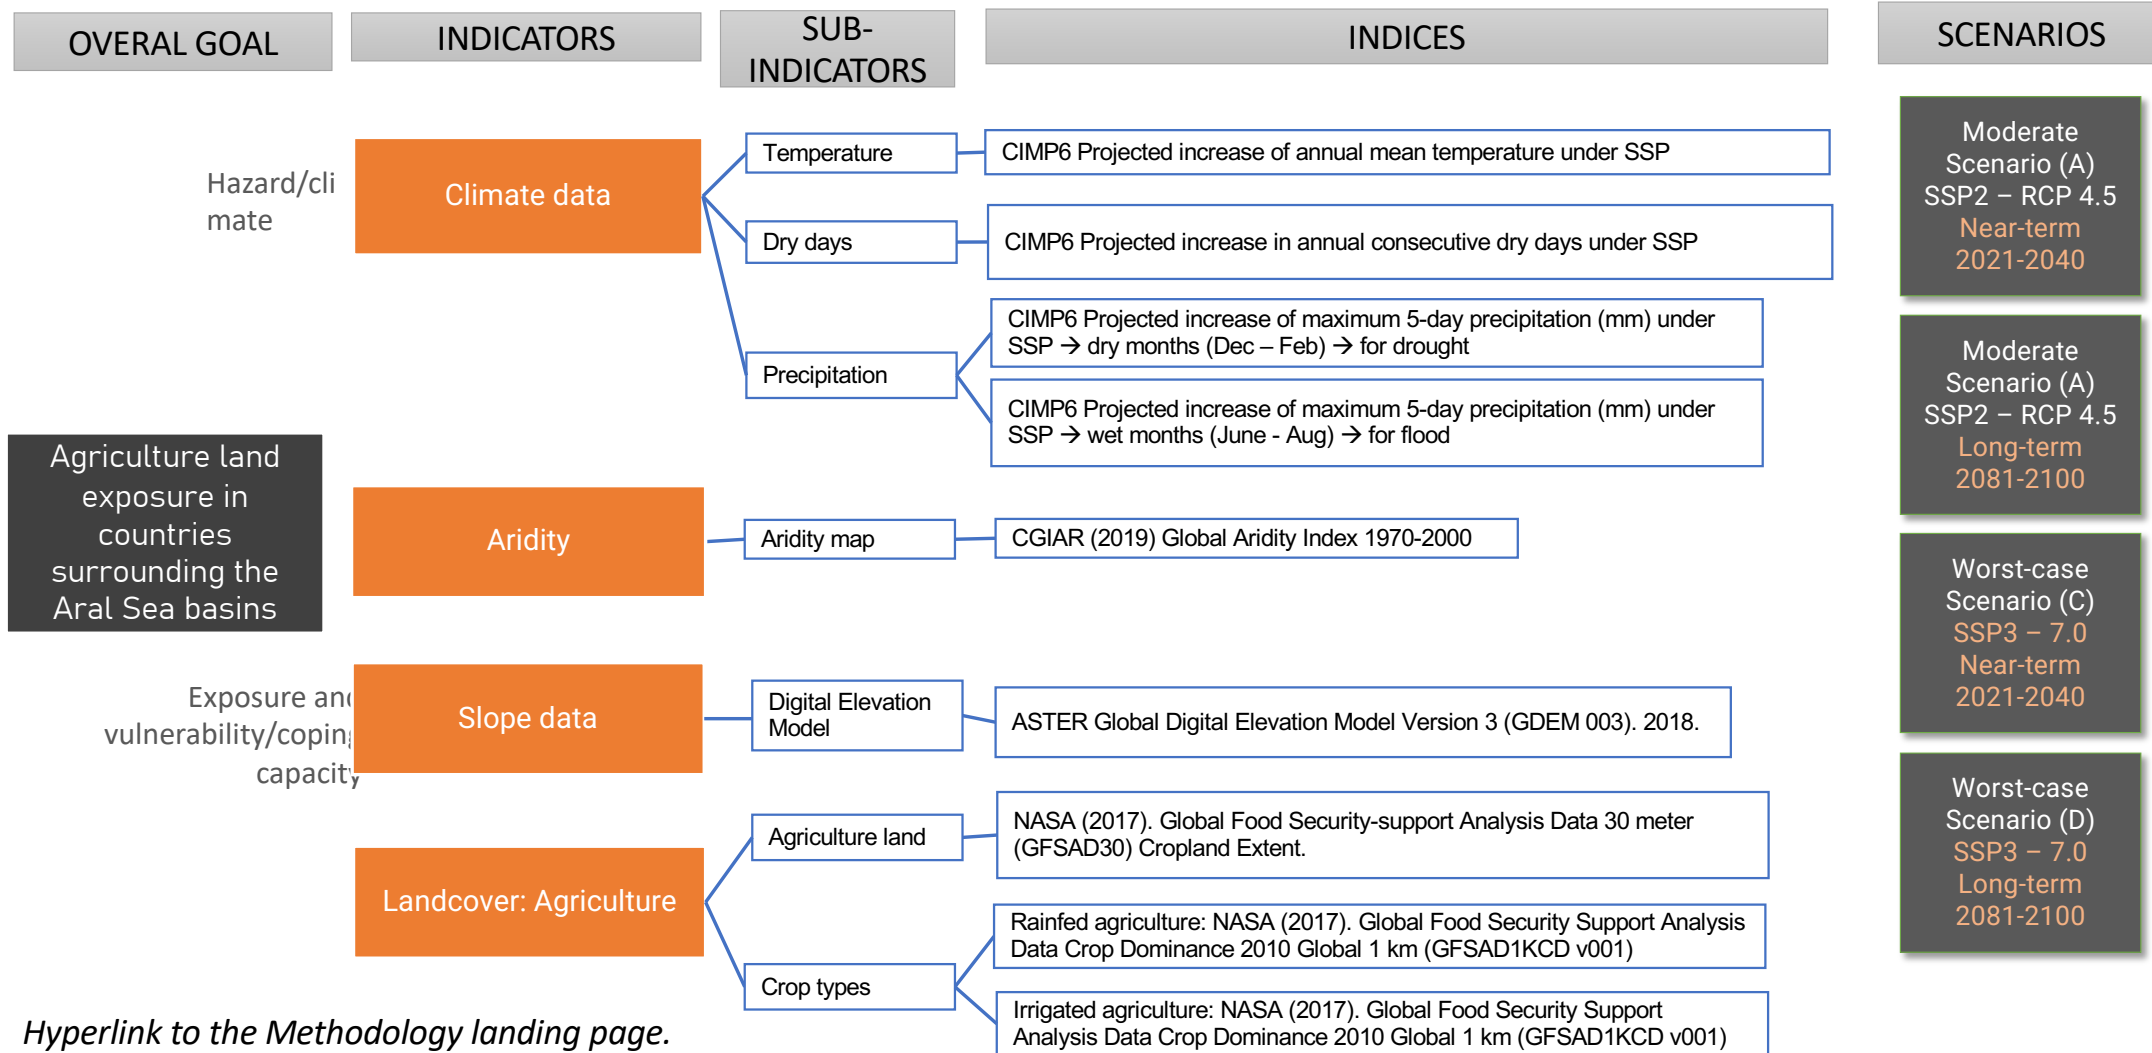 OVERAL GOAL
INDICATORS
SUB-
INDICATORS
INDICES
SCENARIOS
Hazard/cli
mate
Climate data
Temperature
CIMP6 Projected increase of annual mean temperature under SSP
Dry days
CIMP6 Projected increase in annual consecutive dry days under SSP
Precipitation
CIMP6 Projected increase of maximum 5-day precipitation (mm) under
SSP → dry months (Dec – Feb) → for drought
CIMP6 Projected increase of maximum 5-day precipitation (mm) under
SSP → wet months (June - Aug) → for flood
Agriculture land
exposure in
countries
surrounding the
Aral Sea basins
Aridity
Aridity map
CGIAR (2019) Global Aridity Index 1970-2000
Exposure and
vulnerability/coping
capacity
Slope data
Digital Elevation
Model
ASTER Global Digital Elevation Model Version 3 (GDEM 003). 2018.
Landcover: Agriculture
Agriculture land
NASA (2017). Global Food Security-support Analysis Data 30 meter
(GFSAD30) Cropland Extent.
Crop types
Rainfed agriculture: NASA (2017). Global Food Security Support Analysis
Data Crop Dominance 2010 Global 1 km (GFSAD1KCD v001)
Irrigated agriculture: NASA (2017). Global Food Security Support
Analysis Data Crop Dominance 2010 Global 1 km (GFSAD1KCD v001)
Moderate
Scenario (A)
SSP2 – RCP 4.5
Near-term
2021-2040
Moderate
Scenario (A)
SSP2 – RCP 4.5
Long-term
2081-2100
Worst-case
Scenario (C)
SSP3 – 7.0
Near-term
2021-2040
Worst-case
Scenario (D)
SSP3 – 7.0
Long-term
2081-2100
Hyperlink to the Methodology landing page.